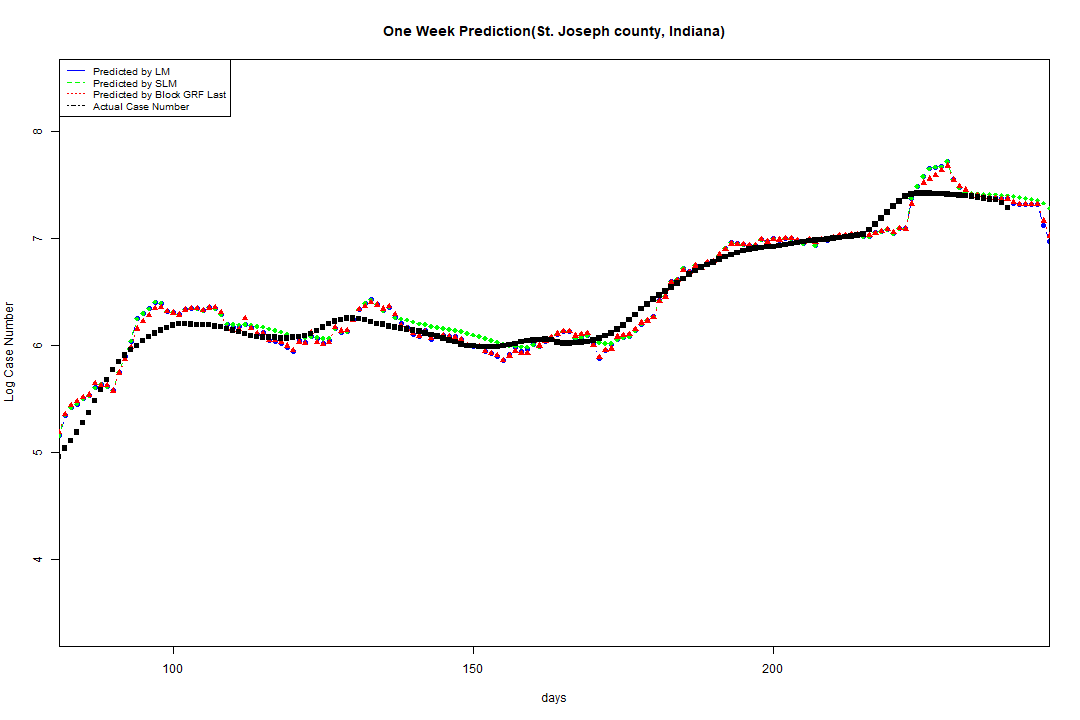 One Week Prediction(St. Joseph county, Indiana)
Predicted by LM
Predicted by SLM
Predicted by Block GRF Last
Actual Case Number
8
7
6
5
4
Log Case Number
100 150 200
days